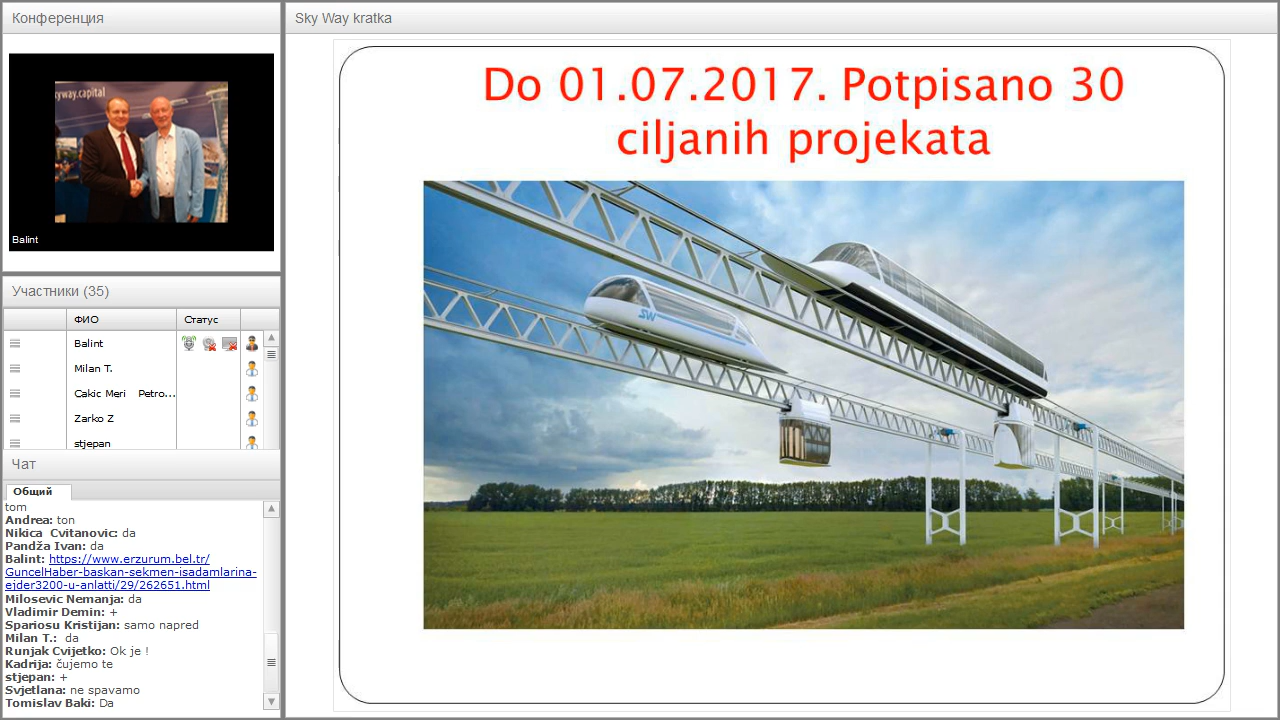 Конференция
Sky Way kratka
kyway.capital
Balint
Do 01.07.2017. Potpisano 30
ciljanih projekata
SW
Участники (35)
ФИО
Статус
Balint
Milan T.
Cakic Meri Petro...
Zarko Z
stjepan
Чат
Общий
tom
Andrea: ton
Nikica Cvitanovic: da
Pandža Ivan: da
Balint: https://www.erzurum.bel.tr/
GuncelHaber-baskan-sekmen-isadamlarina-
ejder3200-u-anlatti/29/262651.html
Milosevic Nemanja: da
Vladimir Demin: +
Spariosu Kristijan: samo napred
Milan T.: da
Runjak Cvijetko: Ok je !
Kadrija: čujemo te
stjepan: +
Svjetlana: ne spavamo
Tomislav Baki: Da